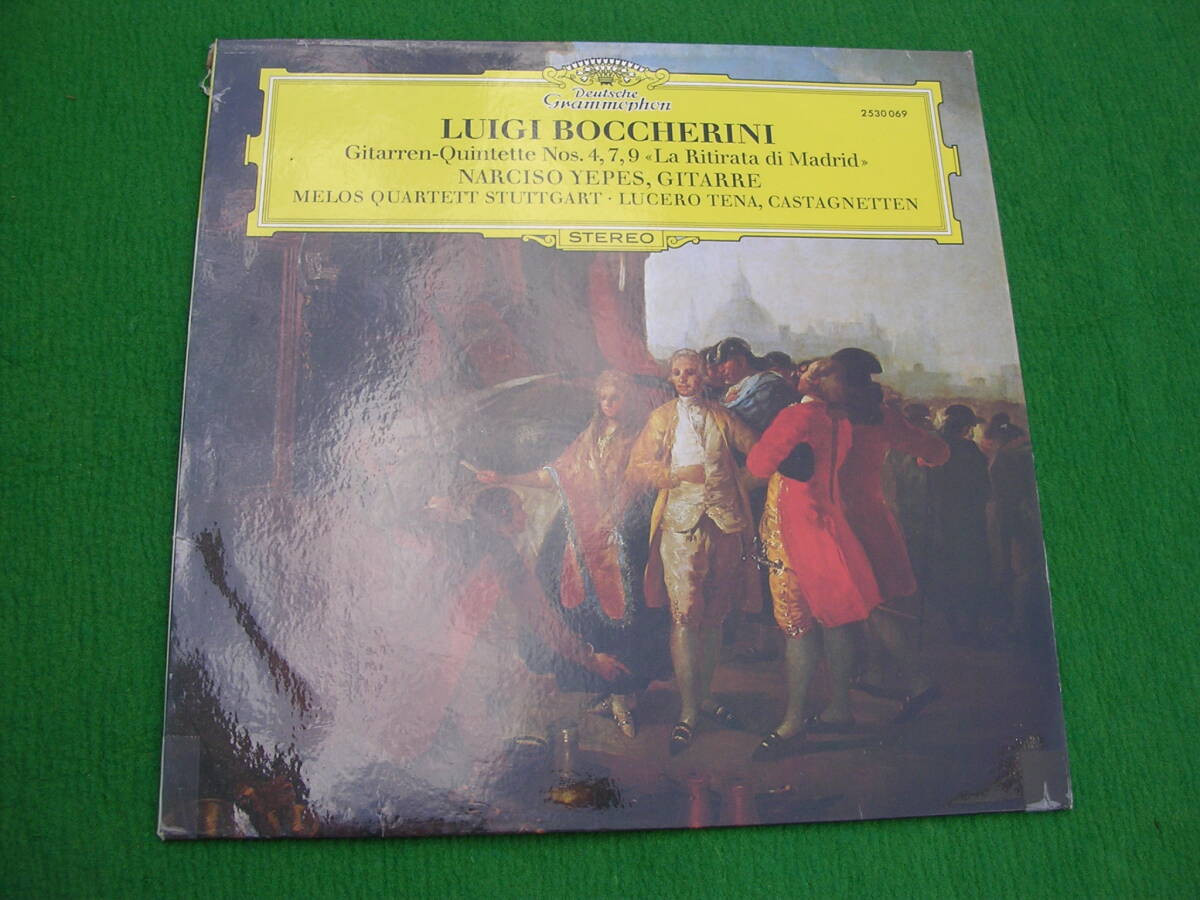 Deutsche
Grammophon
2530 069
LUIGI BOCCHERINI
Gitarren-Quintette Nos. 4, 7, 9 «La Ritirata di Madrid»
NARCISO YEPES, GITARRE
MELOS QUARTETT STUTTGART · LUCERO TENA, CASTAGNETTEN
STEREO